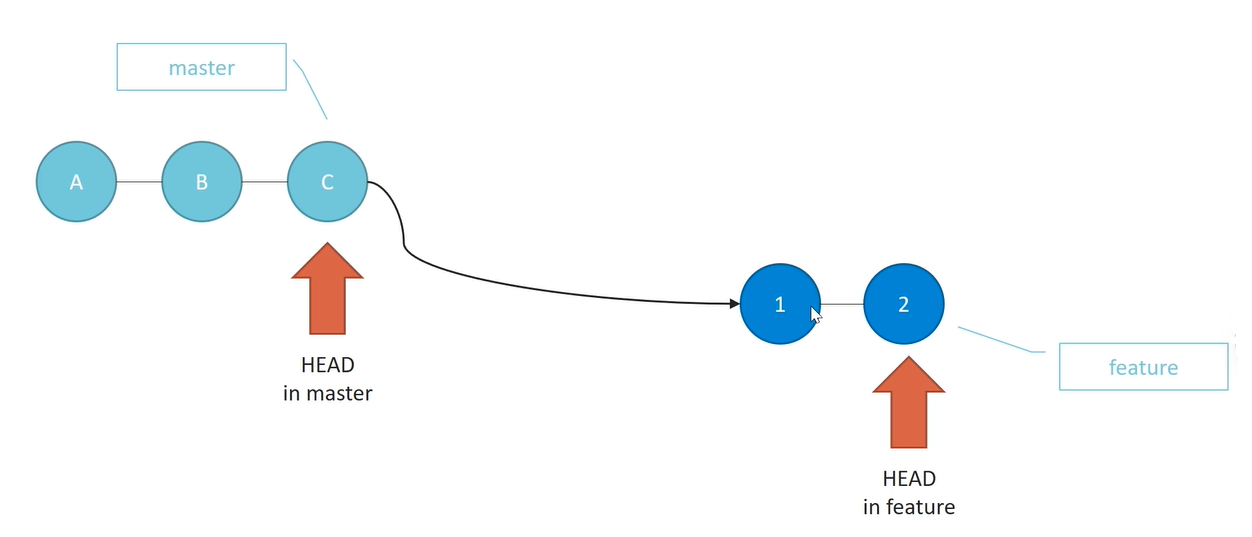 master
A
B
C
1
2
HEAD
in master
feature
HEAD
in feature